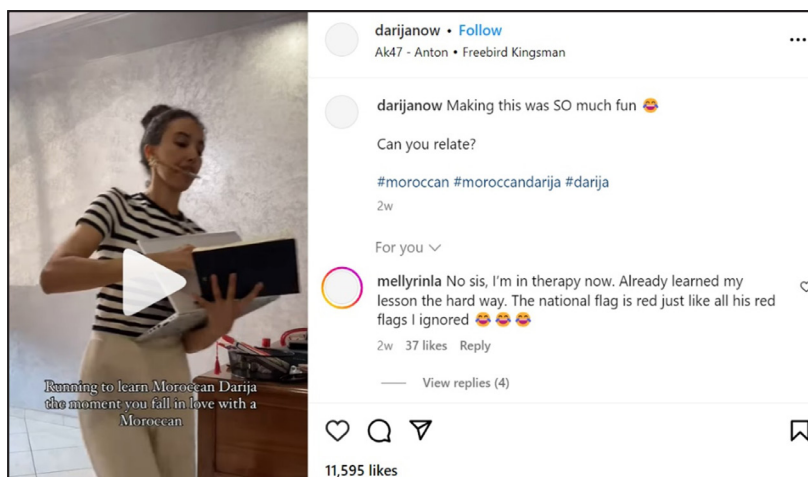 darijanow • Follow
Ak47 - Anton • Freebird Kingsman
darijanow Making this was SO much fun 😂
Can you relate?
#moroccan #moroccandarija #darija
2w
For you
mellyrinla No sis, I'm in therapy now. Already learned my
lesson the hard way. The national flag is red just like all his red
flags I ignored 😂😂😂
2w 37 likes Reply
View replies (4)
11,595 likes
Running to learn Moroccan Darija
the moment you fall in love with a
Moroccan